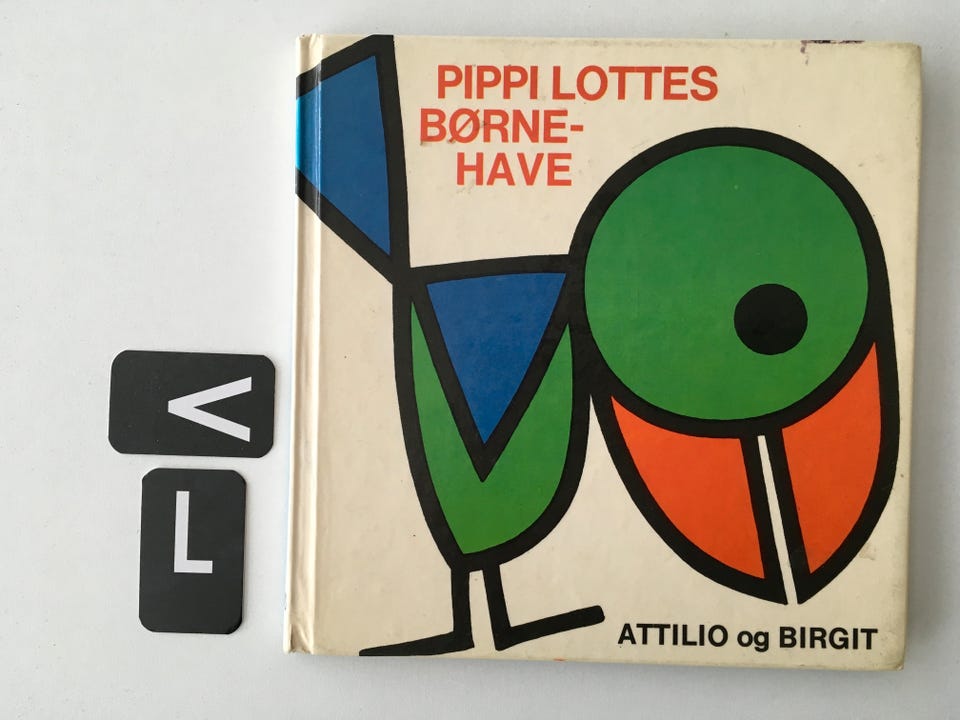 PIPPI LOTTES
BØRNE-
HAVE
V
L
ATTILIO og BIRGIT